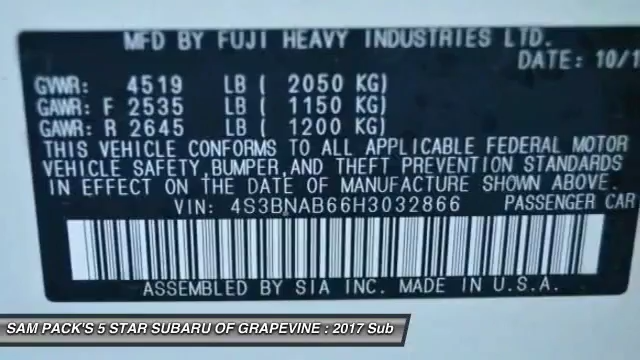 MFD BY FUJI HEAVY INDUSTRIES LTD.
DATE: 10/1
GVWR: 4519 LB ( 2050 KG)
GAWR: F 2535 LB ( 1150 KG)
GAWR: R 2645 LB ( 1200 KG)
THIS VEHICLE CONFORMS TO ALL APPLICABLE FEDERAL MOTOR
VEHICLE SAFETY,BUMPER,AND THEFT PREVENTION STANDARDS
IN EFFECT ON THE DATE OF MANUFACTURE SHOWN ABOVE.
VIN: 4S3BNAB66H3032866 PASSENGER CAR
ASSEMBLED BY SIA INC. MADE IN U.S.A.
SAM PACK'S 5 STAR SUBARU OF GRAPEVINE : 2017 Sub